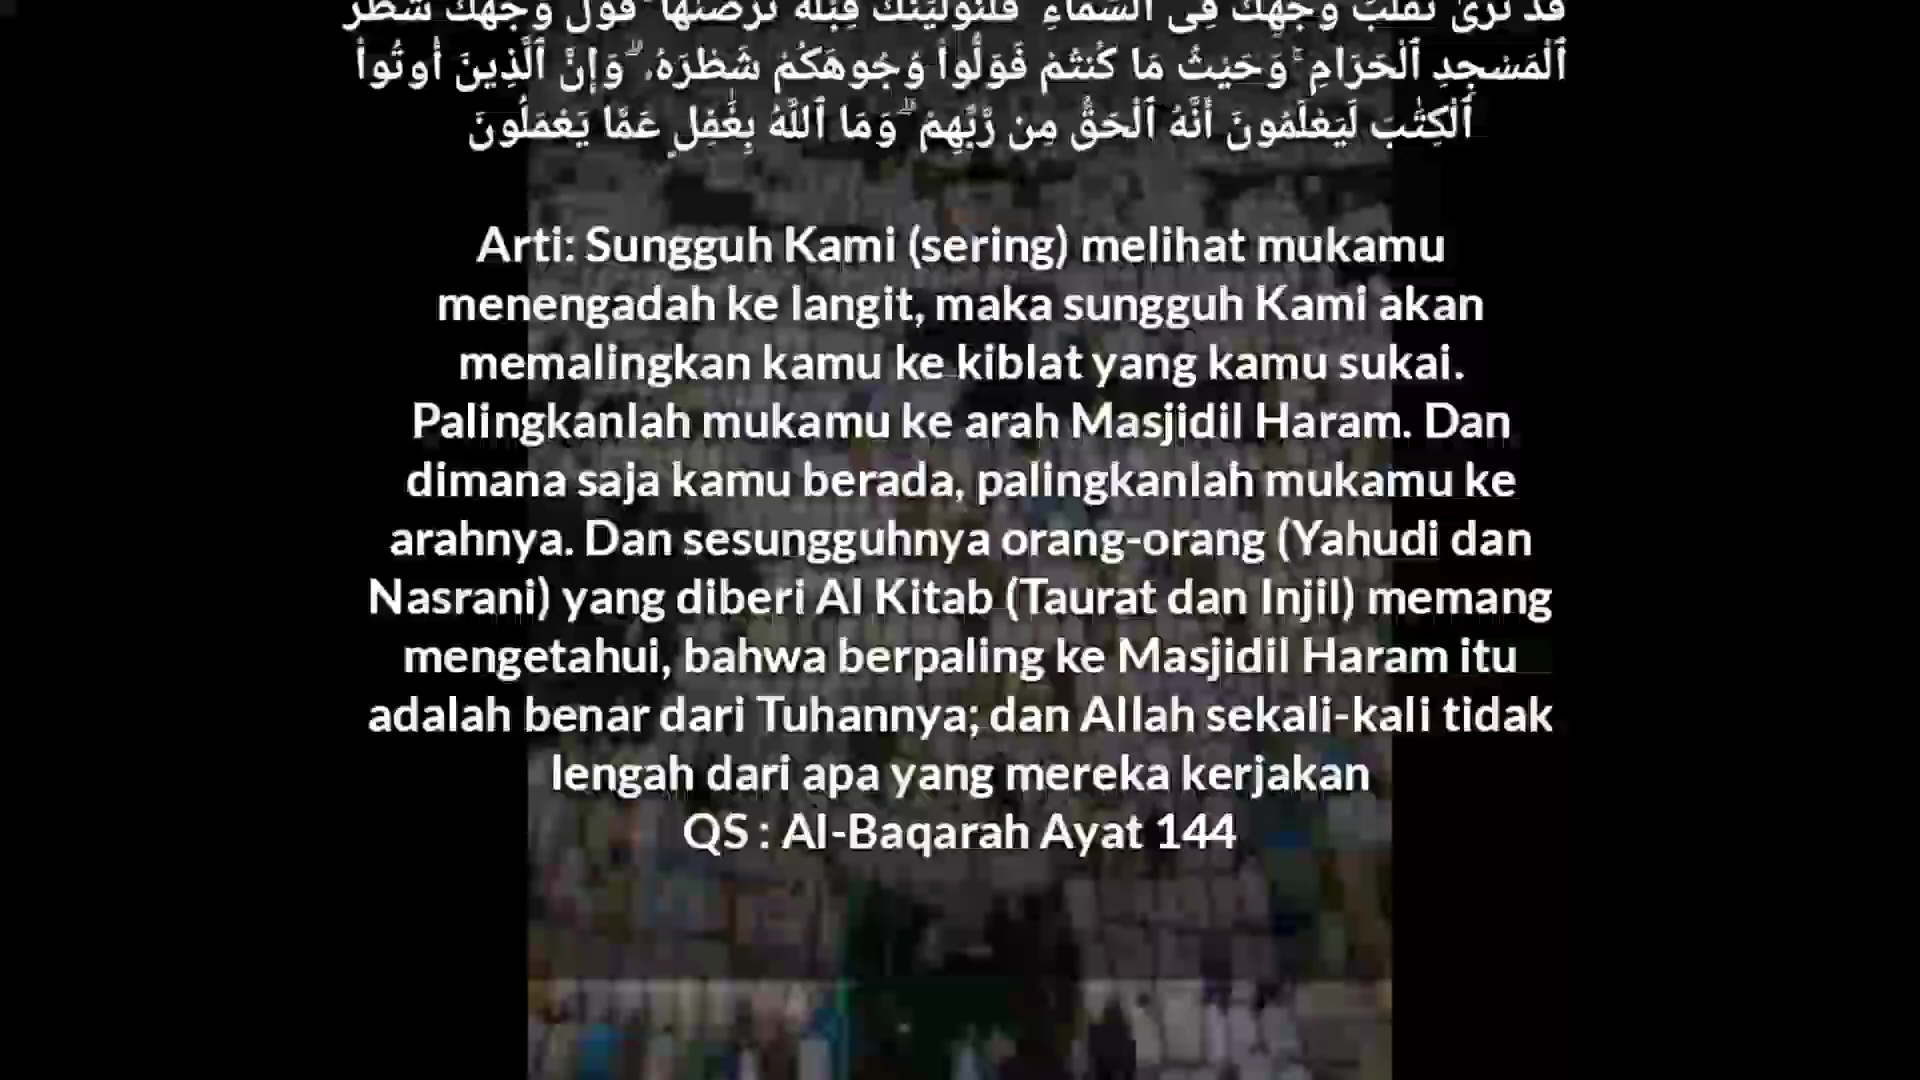 قَدْ نَرَىٰ تَقَلُّبَ وَجْهِكَ فِى ٱلسَّمَآءِ ۖ فَلَنُوَلِّيَنَّكَ قِبْلَةً تَرْضَىٰهَا ۚ فَوَلِّ وَجْهَكَ شَطْرَ
ٱلْمَسْجِدِ ٱلْحَرَامِ ۚ وَحَيْثُ مَا كُنتُمْ فَوَلُّوا۟ وُجُوهَكُمْ شَطْرَهُۥ ۗ وَإِنَّ ٱلَّذِينَ أُوتُوا۟
ٱلْكِتَٰبَ لَيَعْلَمُونَ أَنَّهُ ٱلْحَقُّ مِن رَّبِّهِمْ ۗ وَمَا ٱللَّهُ بِغَٰفِلٍ عَمَّا يَعْمَلُونَ
Arti: Sungguh Kami (sering) melihat mukamu
menengadah ke langit, maka sungguh Kami akan
memalingkan kamu ke kiblat yang kamu sukai.
Palingkanlah mukamu ke arah Masjidil Haram. Dan
dimana saja kamu berada, palingkanlah mukamu ke
arahnya. Dan sesungguhnya orang-orang (Yahudi dan
Nasrani) yang diberi Al Kitab (Taurat dan Injil) memang
mengetahui, bahwa berpaling ke Masjidil Haram itu
adalah benar dari Tuhannya; dan Allah sekali-kali tidak
lengah dari apa yang mereka kerjakan
QS : Al-Baqarah Ayat 144